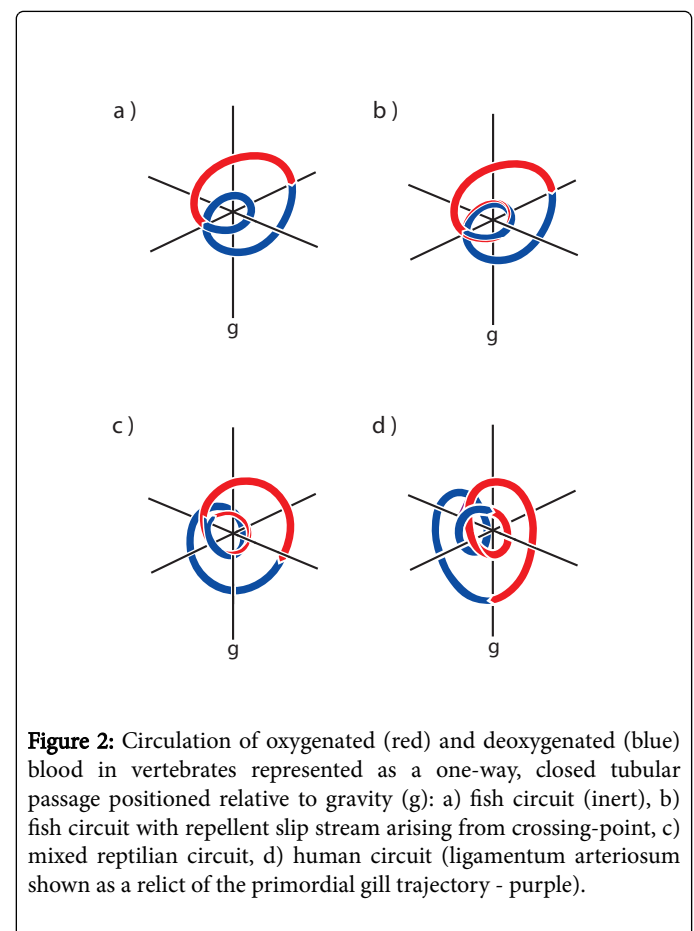 a )
b )
g
g
c )
d )
g
g
Figure 2: Circulation of oxygenated (red) and deoxygenated (blue)
blood in vertebrates represented as a one-way, closed tubular
passage positioned relative to gravity (g): a) fish circuit (inert), b)
fish circuit with repellent slip stream arising from crossing-point, c)
mixed reptilian circuit, d) human circuit (ligamentum arteriosum
shown as a relict of the primordial gill trajectory - purple).